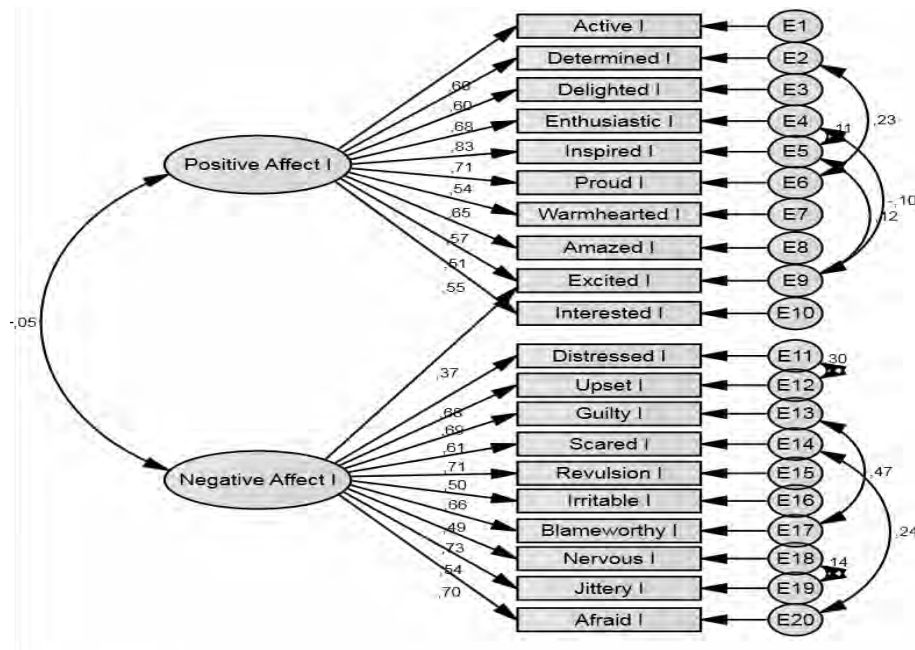 Active I E1
Determined I E2
,60
Delighted I E3
,60
Enthusiastic I E4
,68
,11
,23
Inspired I E5
,83
Positive Affect I
,71
Proud I E6
,54
-,10
Warmhearted I E7
,12
,65
Amazed I E8
,57
Excited I E9
,51
,55
Interested I E10
-,05
Distressed I E11 ,30
,37
Upset I E12
,68
Guilty I E13
,69
Scared I E14
,61
Negative Affect I
,71
Revulsion I E15
,47
,50
Irritable I E16
,66
Blameworthy I E17
,24
,49
Nervous I E18
,14
,73
Jittery I E19
,54
,70
Afraid I E20